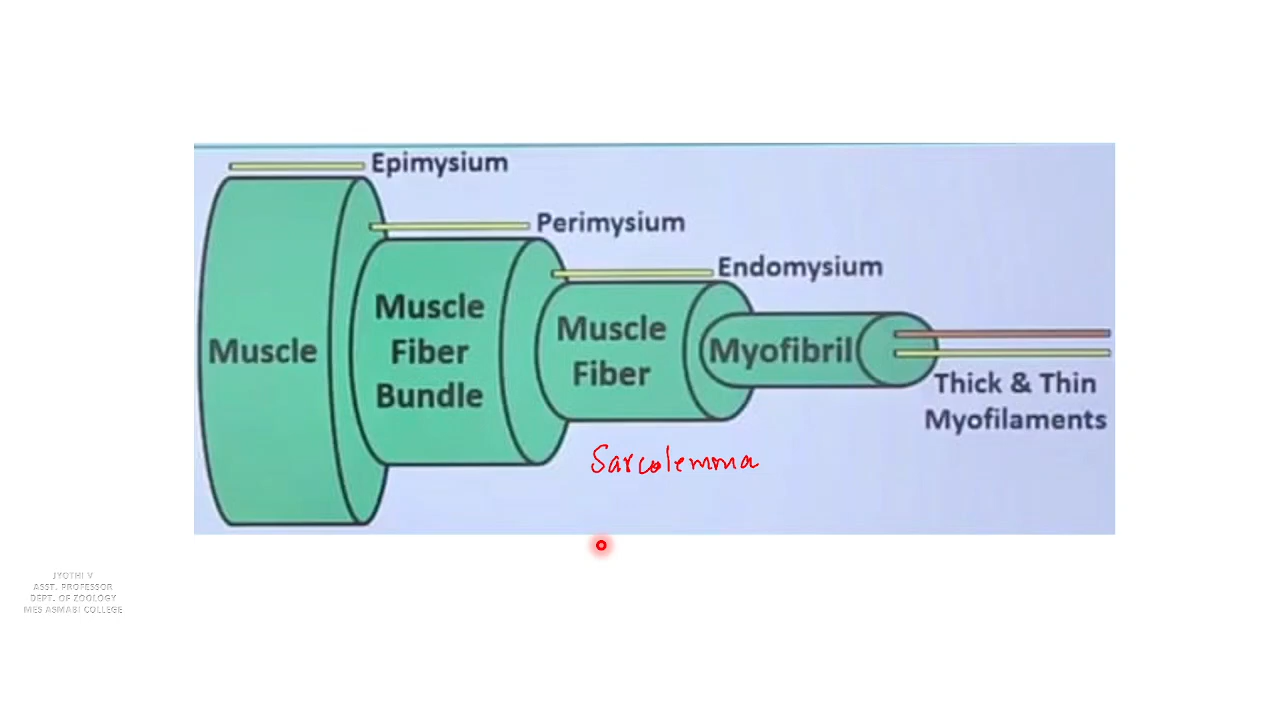 Epimysium
Perimysium
Endomysium
Muscle
Muscle
Fiber
Bundle
Muscle
Fiber
Myofibril
Thick & Thin
Myofilaments
Sarcolemma
JYOTHI V
ASST. PROFESSOR
DEPT. OF ZOOLOGY
MES ASMABI COLLEGE